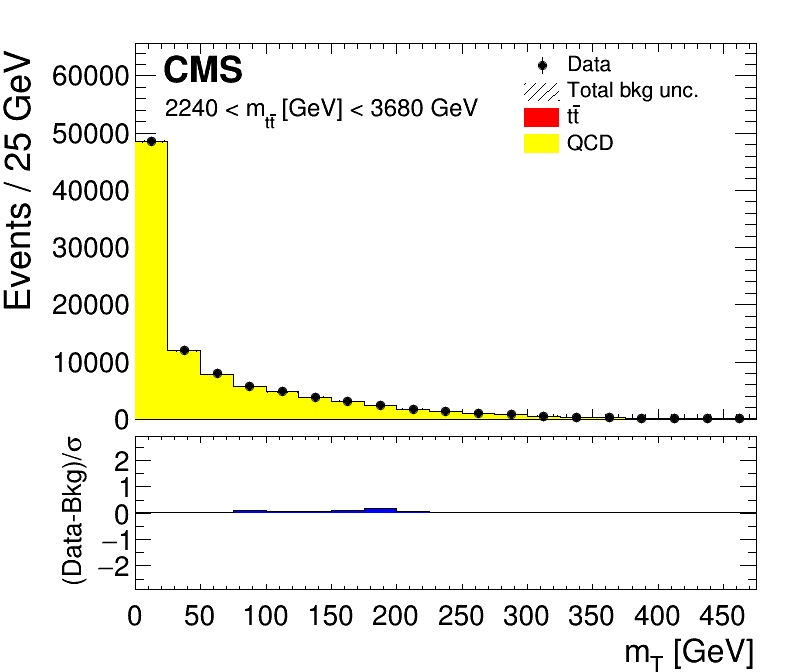 CMS
2240 < m_tt̄ [GeV] < 3680 GeV
Data
Total bkg unc.
tt̄
QCD
Events / 25 GeV
60000
50000
40000
30000
20000
10000
0
(Data-Bkg)/σ
2
1
0
−1
−2
0 50 100 150 200 250 300 350 400 450
m_T [GeV]